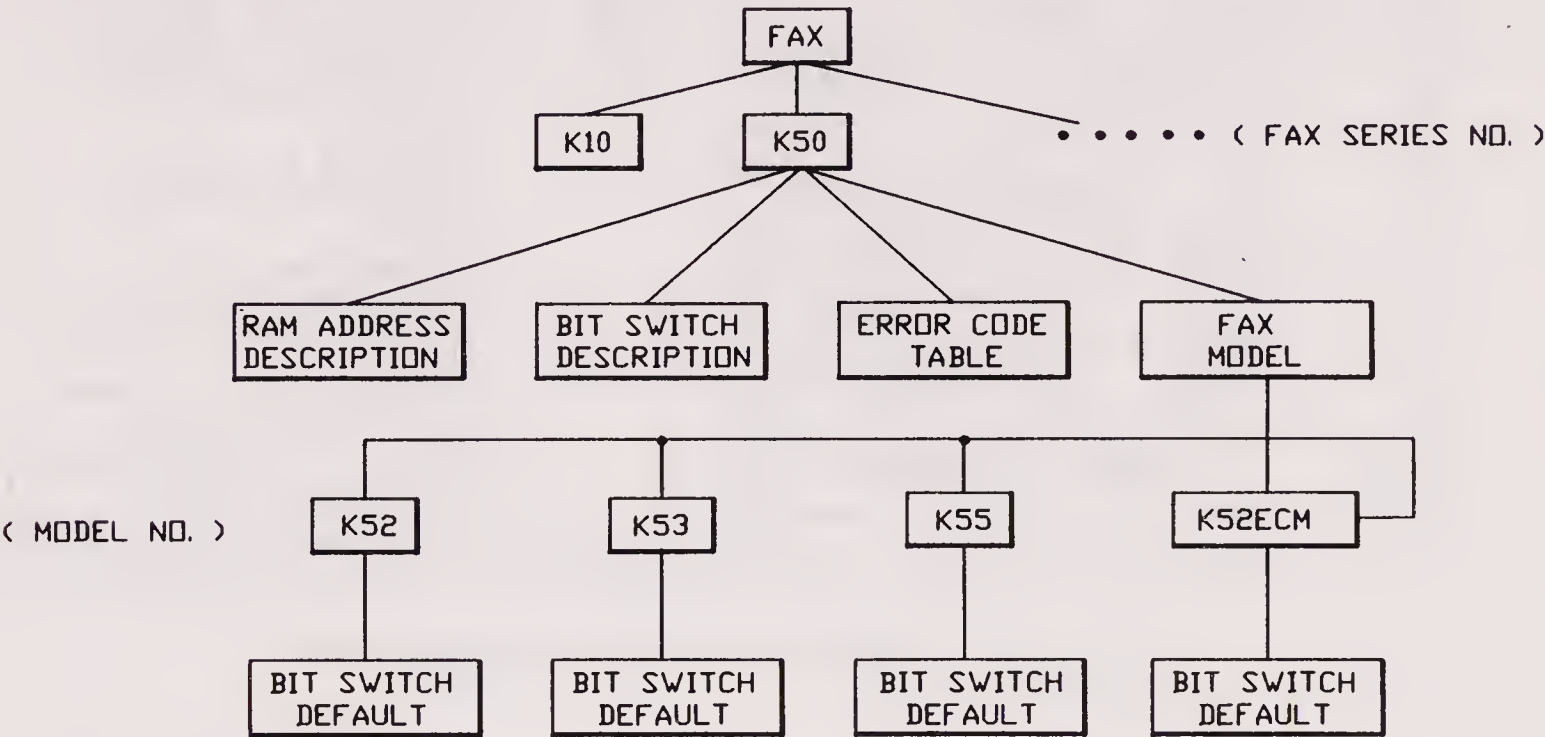 FAX
K10
K50
• • • • • ( FAX SERIES NO. )
RAM ADDRESS
DESCRIPTION
BIT SWITCH
DESCRIPTION
ERROR CODE
TABLE
FAX
MODEL
( MODEL NO. )
K52
K53
K55
K52ECM
BIT SWITCH
DEFAULT
BIT SWITCH
DEFAULT
BIT SWITCH
DEFAULT
BIT SWITCH
DEFAULT